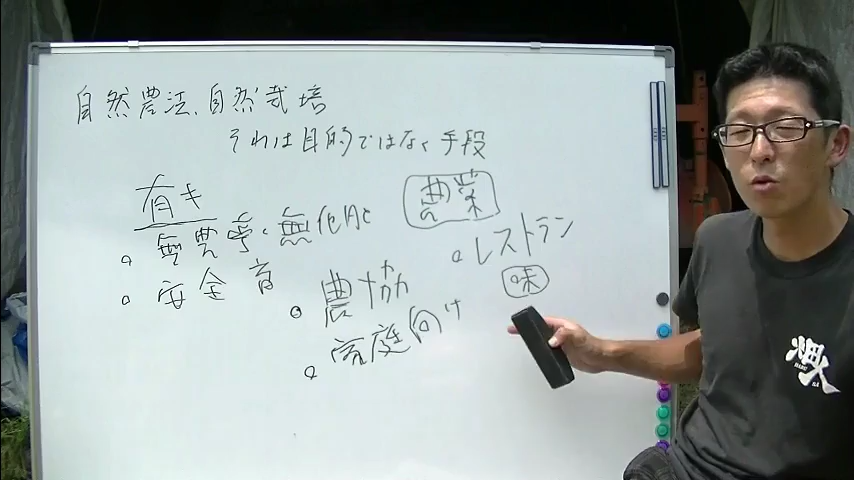 自然農法、自然栽培
それは目的ではなく手段
有キ
農業
。無農薬・無化肥
。安全
。レストラン
味
。農協
。家庭向け